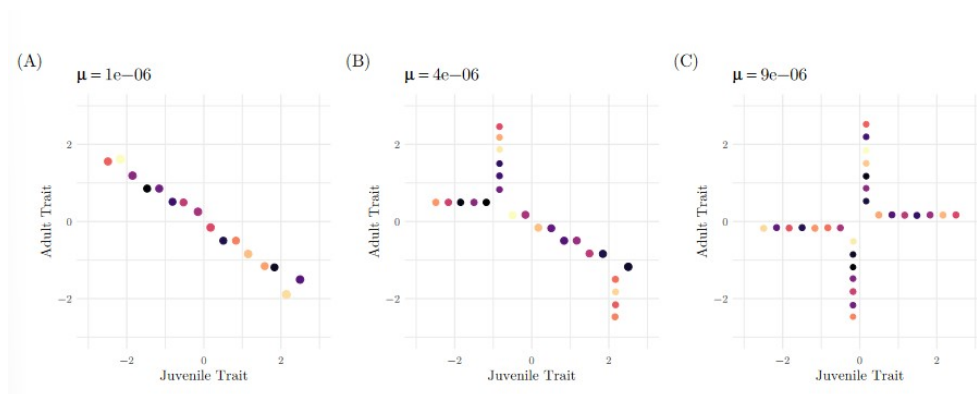 (A)
μ = 1e−06
2
0
−2
−2 0 2
Adult Trait
Juvenile Trait
(B)
μ = 4e−06
2
0
−2
−2 0 2
Adult Trait
Juvenile Trait
(C)
μ = 9e−06
2
0
−2
−2 0 2
Adult Trait
Juvenile Trait